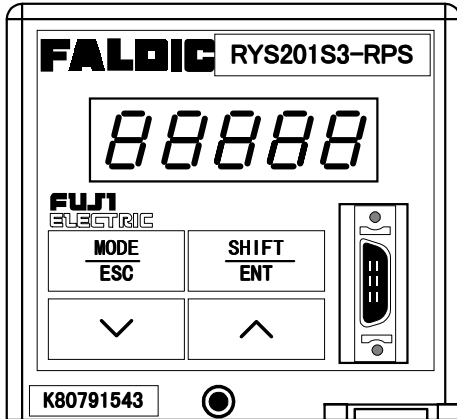 FALDIC RYS201S3-RPS
88888
FUJI
ELECTRIC
MODE
ESC
SHIFT
ENT
K80791543